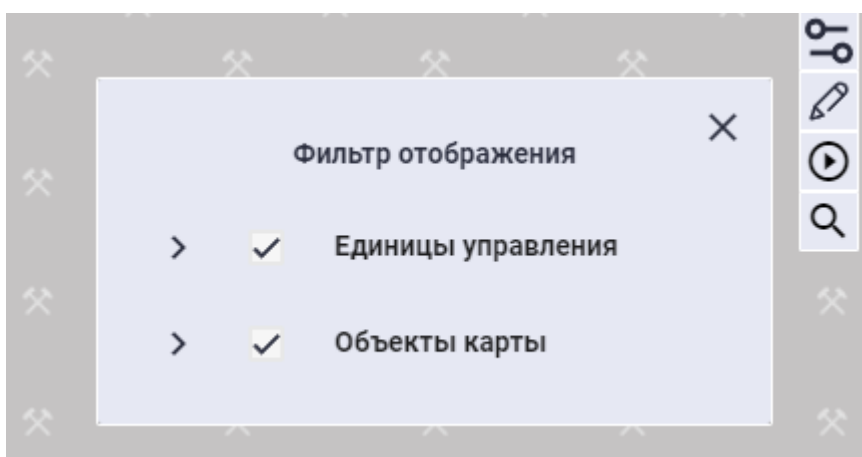 Фильтр отображения
Единицы управления
Объекты карты